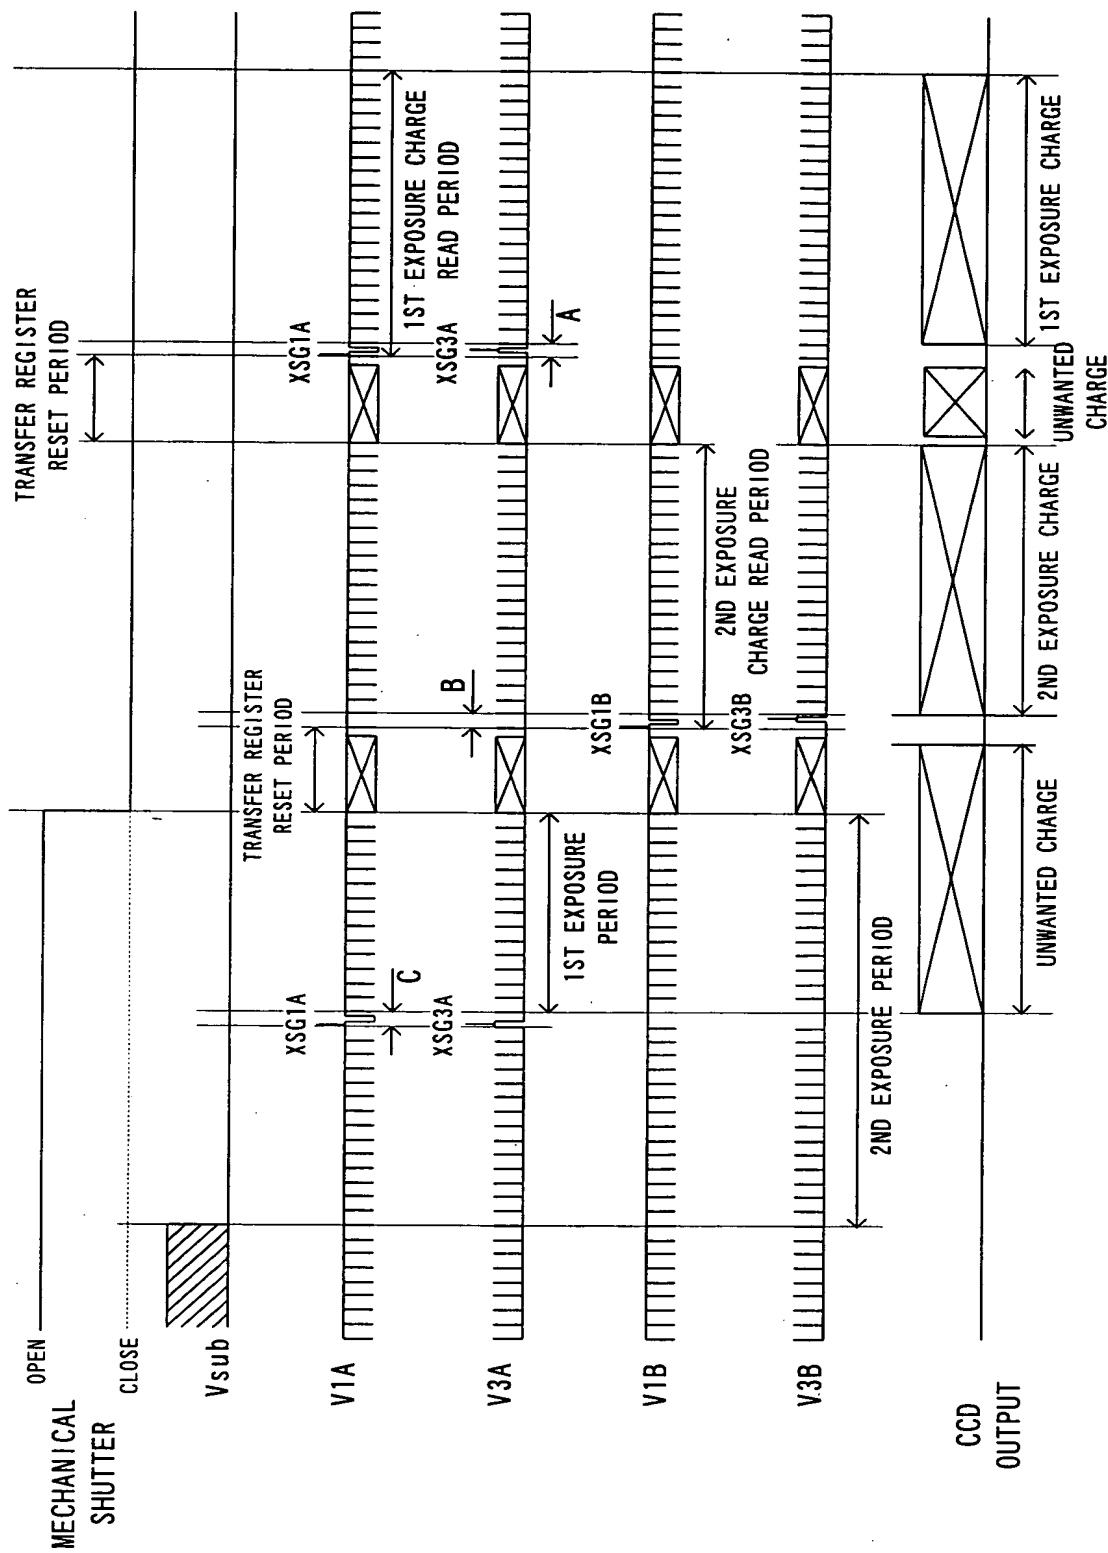 MECHANICAL
SHUTTER
OPEN
CLOSE
Vsub
V1A
V3A
V1B
V3B
CCD
OUTPUT
TRANSFER REGISTER
RESET PERIOD
TRANSFER REGISTER
RESET PERIOD
XSG1A
C
XSG3A
XSG1A
XSG3A
A
B
XSG1B
XSG3B
1ST EXPOSURE CHARGE
READ PERIOD
1ST EXPOSURE
PERIOD
2ND EXPOSURE
CHARGE READ PERIOD
2ND EXPOSURE PERIOD
UNWANTED CHARGE
2ND EXPOSURE CHARGE
UNWANTED
CHARGE
1ST EXPOSURE CHARGE